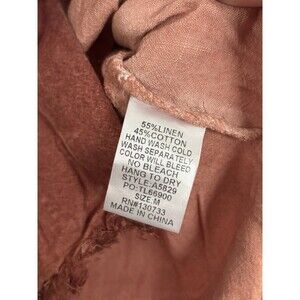 55%LINEN
45%COTTON
HAND WASH COLD
WASH SEPARATELY
COLOR WILL BLEED
NO BLEACH
HANG TO DRY
STYLE:A5829
PO:TL66900
SIZE:M
RN#130733
MADE IN CHINA